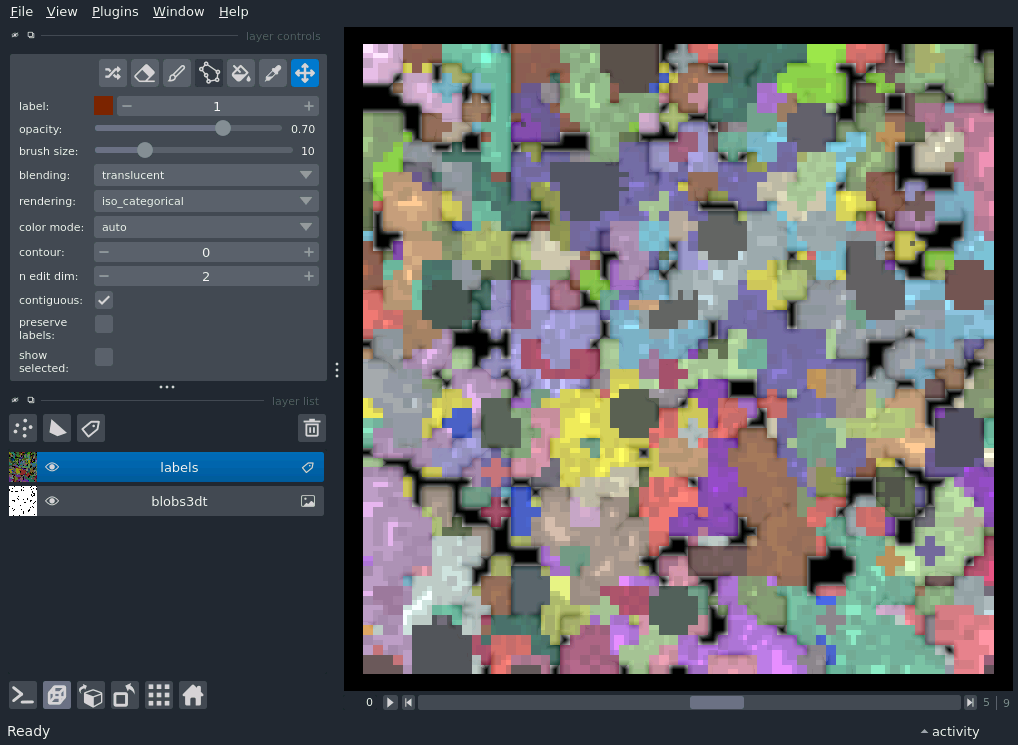 File View Plugins Window Help
layer controls
label: 1
opacity: 0.70
brush size: 10
blending: translucent
rendering: iso_categorical
color mode: auto
contour: 0
n edit dim: 2
contiguous:
preserve
labels:
show
selected:
layer list
labels
blobs3dt
0 5 | 9
Ready activity